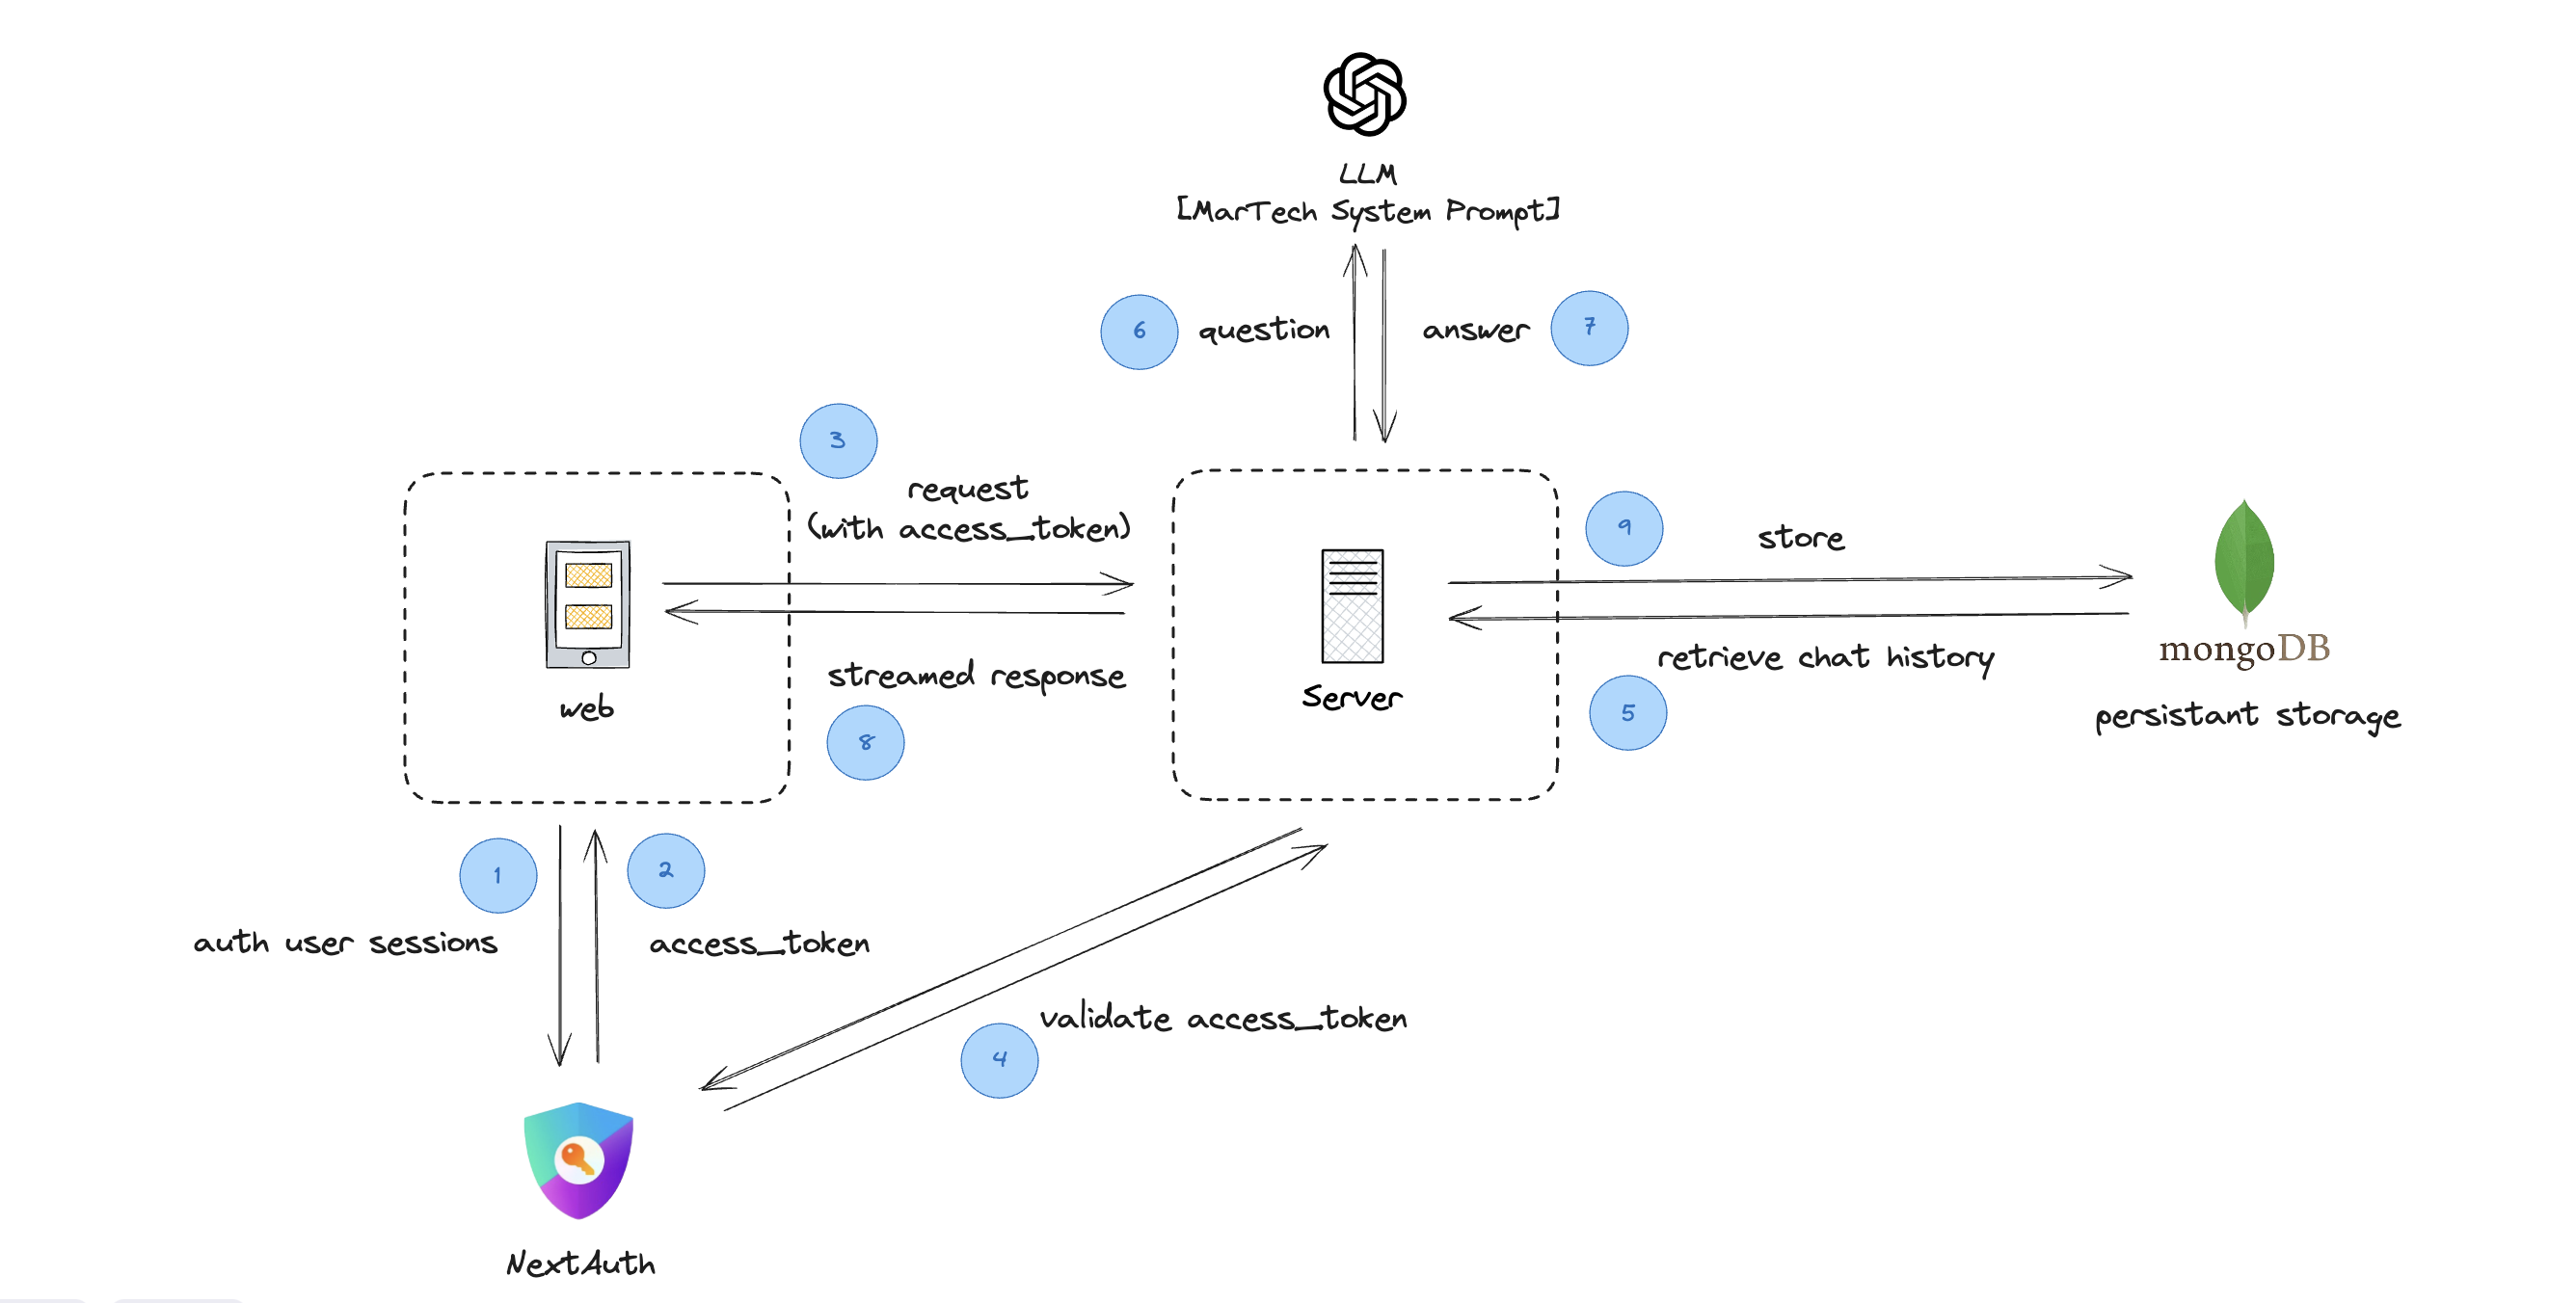 LLM
[MarTech System Prompt]
6
question
answer
7
3
request
(with access_token)
9
store
web
streamed response
8
Server
retrieve chat history
5
mongoDB
persistant storage
1
2
auth user sessions
access_token
validate access_token
4
NextAuth